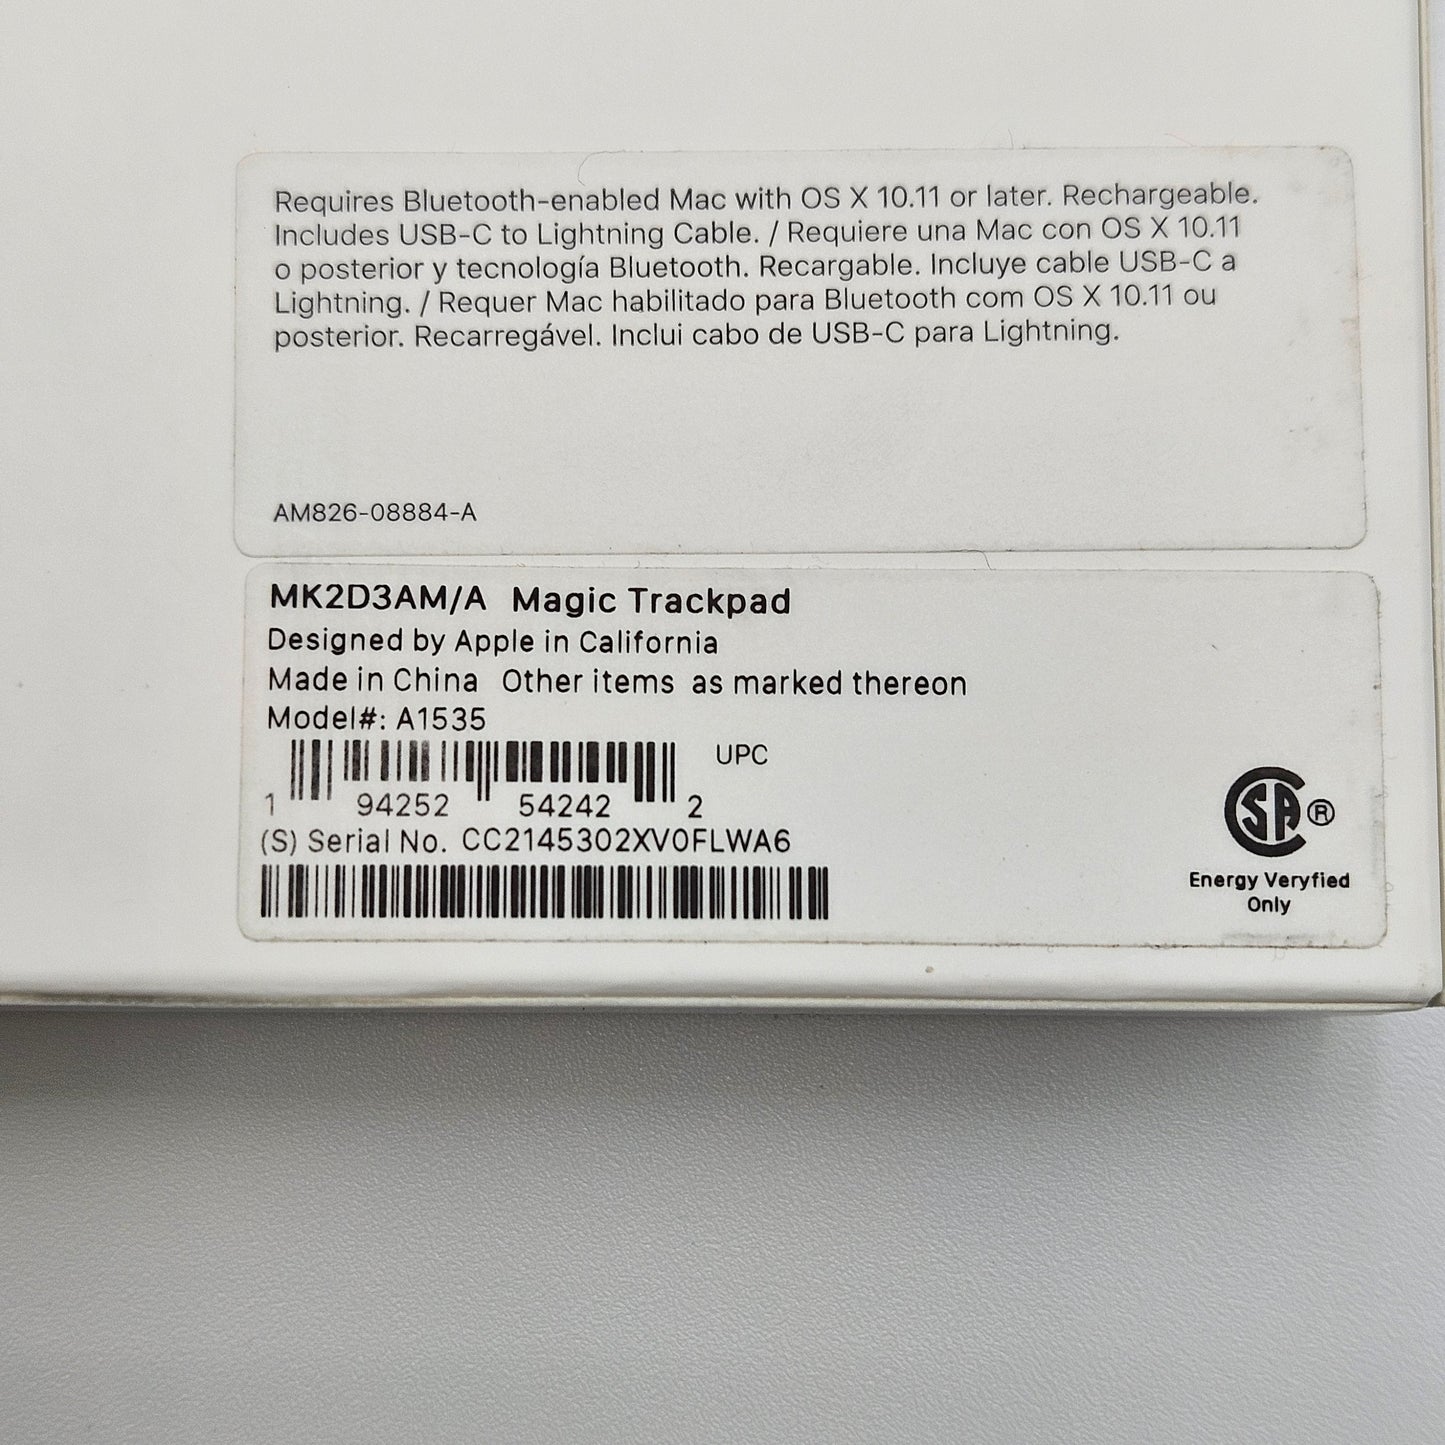 Requires Bluetooth-enabled Mac with OS X 10.11 or later. Rechargeable.
Includes USB-C to Lightning Cable. / Requiere una Mac con OS X 10.11
o posterior y tecnología Bluetooth. Recargable. Incluye cable USB-C a
Lightning. / Requer Mac habilitado para Bluetooth com OS X 10.11 ou
posterior. Recarregável. Inclui cabo de USB-C para Lightning.
AM826-08884-A
MK2D3AM/A Magic Trackpad
Designed by Apple in California
Made in China Other items as marked thereon
Model#: A1535
UPC
1 94252 54242 2
(S) Serial No. CC2145302XV0FLWA6
SA ®
Energy Veryfied
Only